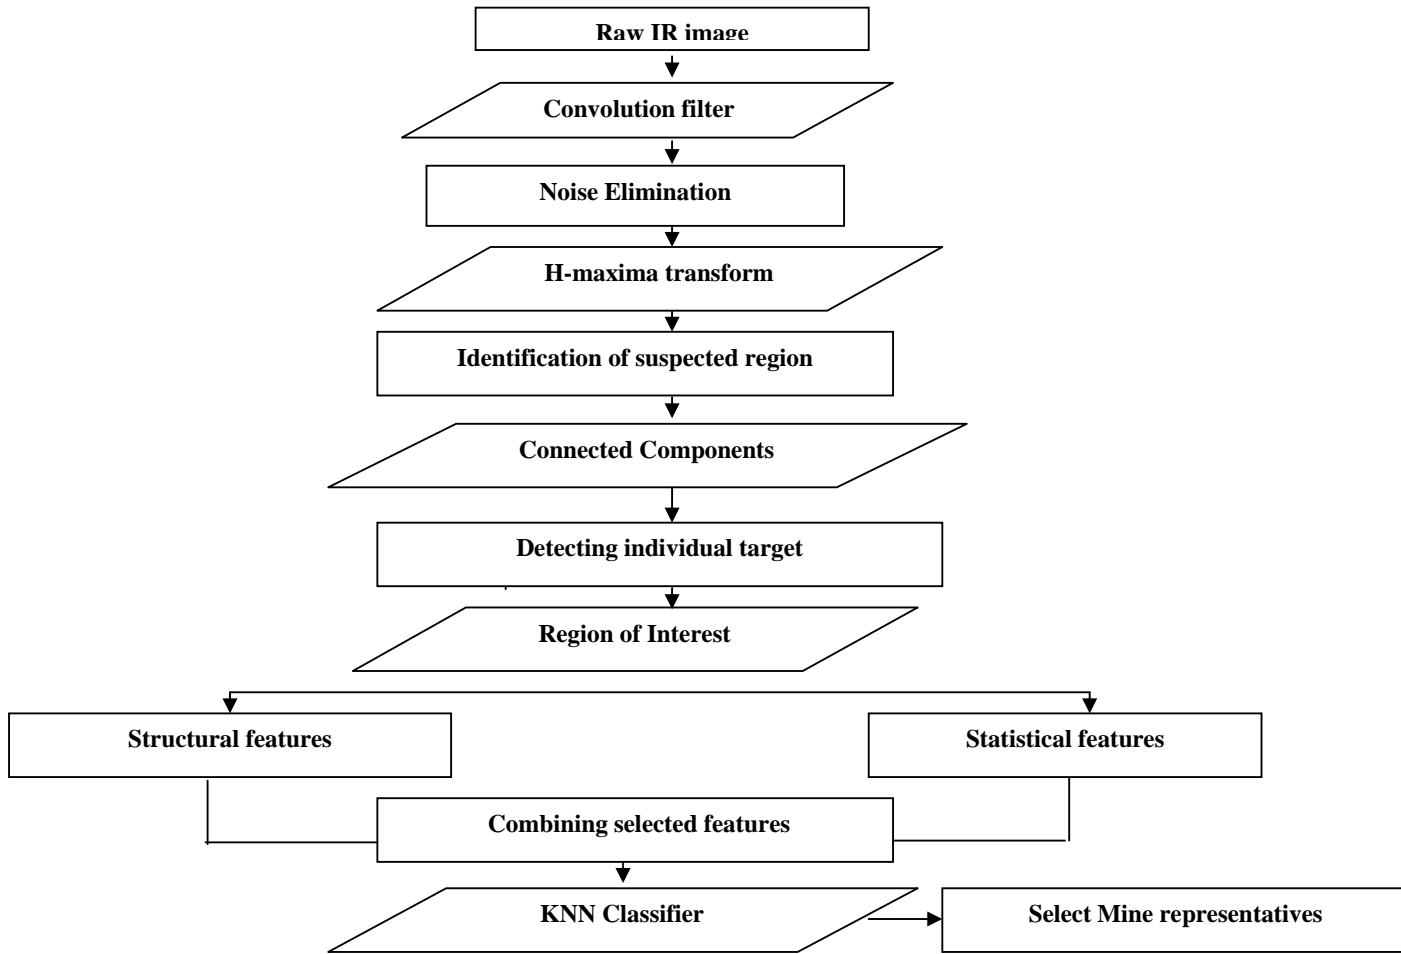 Raw IR image
Convolution filter
Noise Elimination
H-maxima transform
Identification of suspected region
Connected Components
Detecting individual target
Region of Interest
Structural features
Statistical features
Combining selected features
KNN Classifier
Select Mine representatives